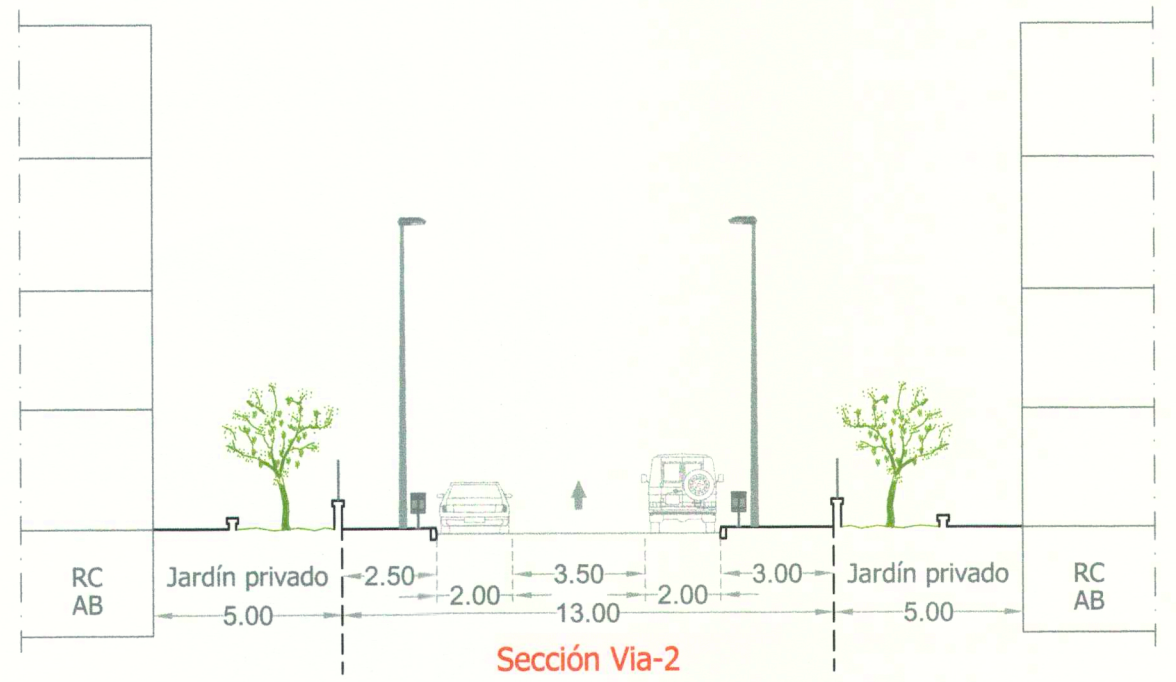 RC
AB
Jardín privado
5.00
2.50
2.00
3.50
2.00
3.00
13.00
Jardín privado
5.00
RC
AB
Sección Via-2